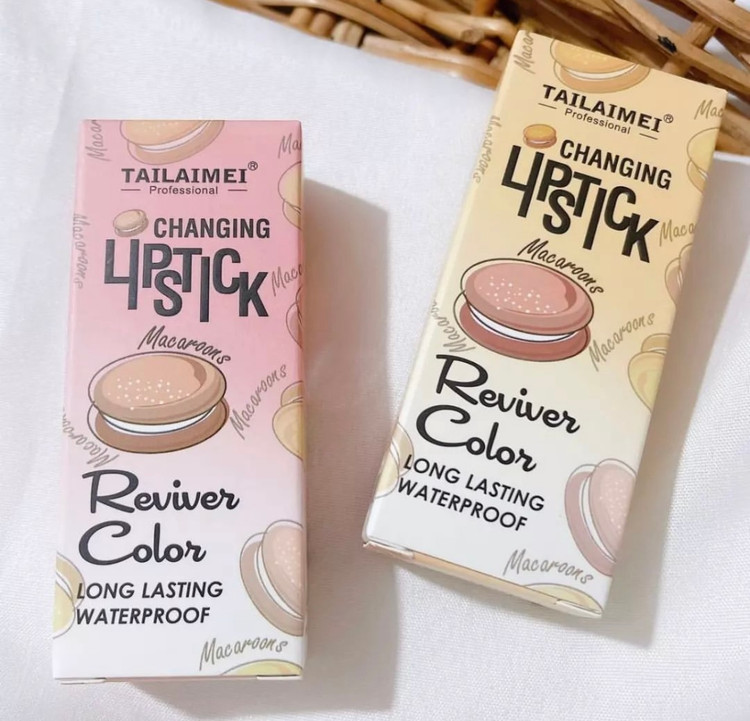 TAILAIMEI®
Professional
CHANGING
LIPSTICK
Macaroons
Macaroons
Macaroons
Reviver
Color
LONG LASTING
WATERPROOF
Macaroons
TAILAIMEI®
Professional
CHANGING
LIPSTICK
Macaroons
Macaroons
Macaroons
Reviver
Color
LONG LASTING
WATERPROOF
Macaroons